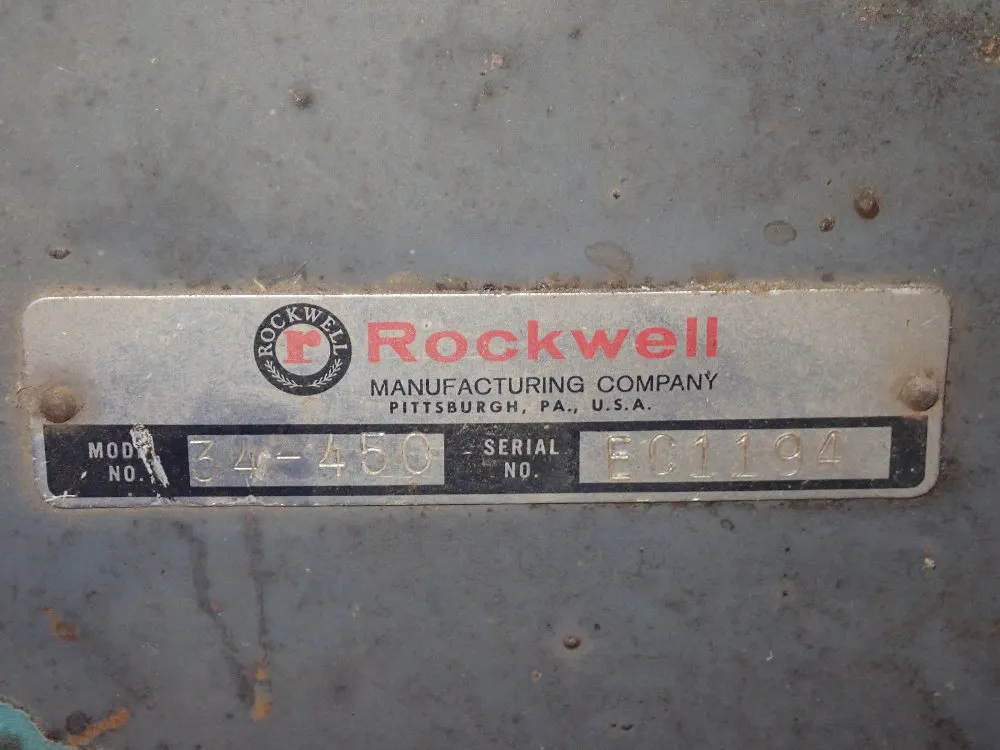 ROCKWELL
r
Rockwell
MANUFACTURING COMPANY
PITTSBURGH, PA., U.S.A.
MODEL NO. 34-450 SERIAL NO. EC1194